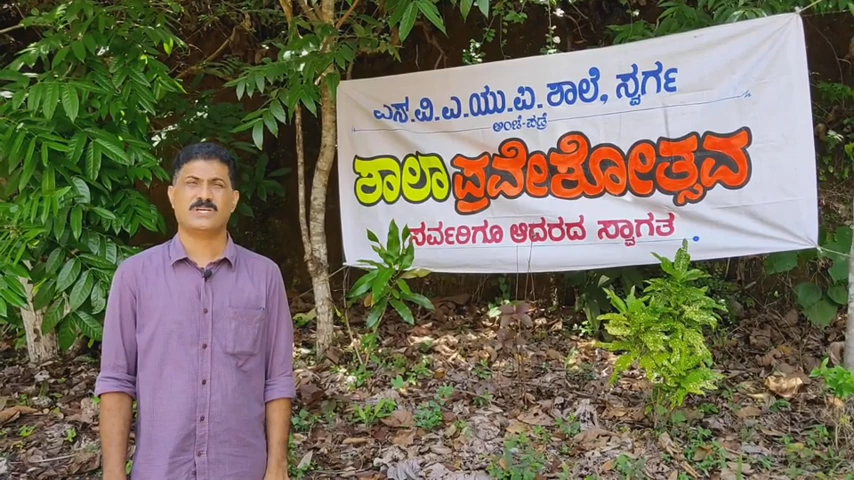 ಎಸ.ವಿ.ಎ.ಯು.ಪಿ.ಶಾಲೆ, ಸ್ವರ್ಗ
ಅಂಚೆ-ಪಡ್ರೆ
ಶಾಲಾ ಪ್ರವೇಶೋತ್ಸವ
ಸರ್ವರಿಗೂ ಆದರದ ಸ್ವಾಗತ